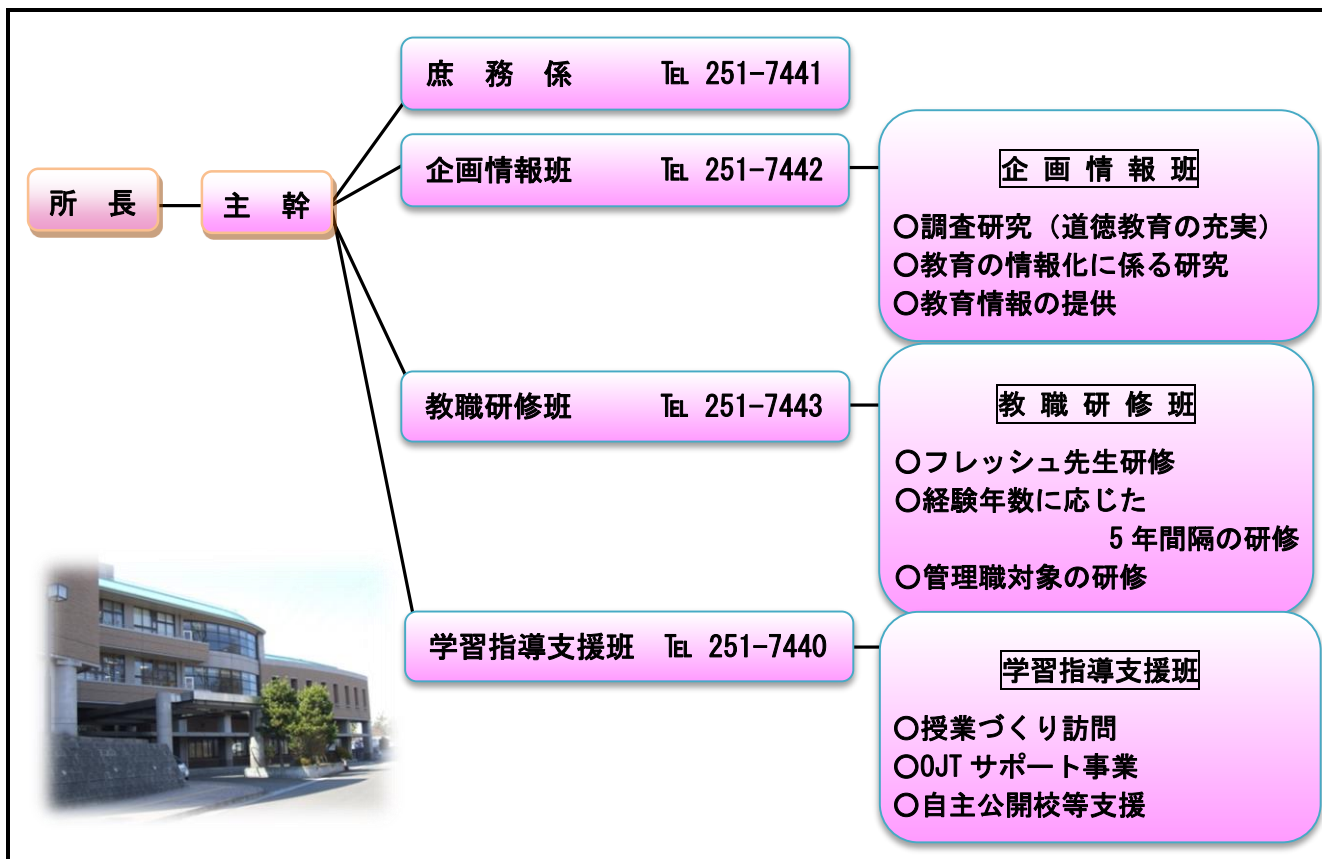 所長
主幹
庶務係 ℡ 251-7441
企画情報班 ℡ 251-7442
教職研修班 ℡ 251-7443
学習指導支援班 ℡ 251-7440
企画情報班
○調査研究（道徳教育の充実）
○教育の情報化に係る研究
○教育情報の提供
教職研修班
○フレッシュ先生研修
○経験年数に応じた
5年間隔の研修
○管理職対象の研修
学習指導支援班
○授業づくり訪問
○OJTサポート事業
○自主公開校等支援